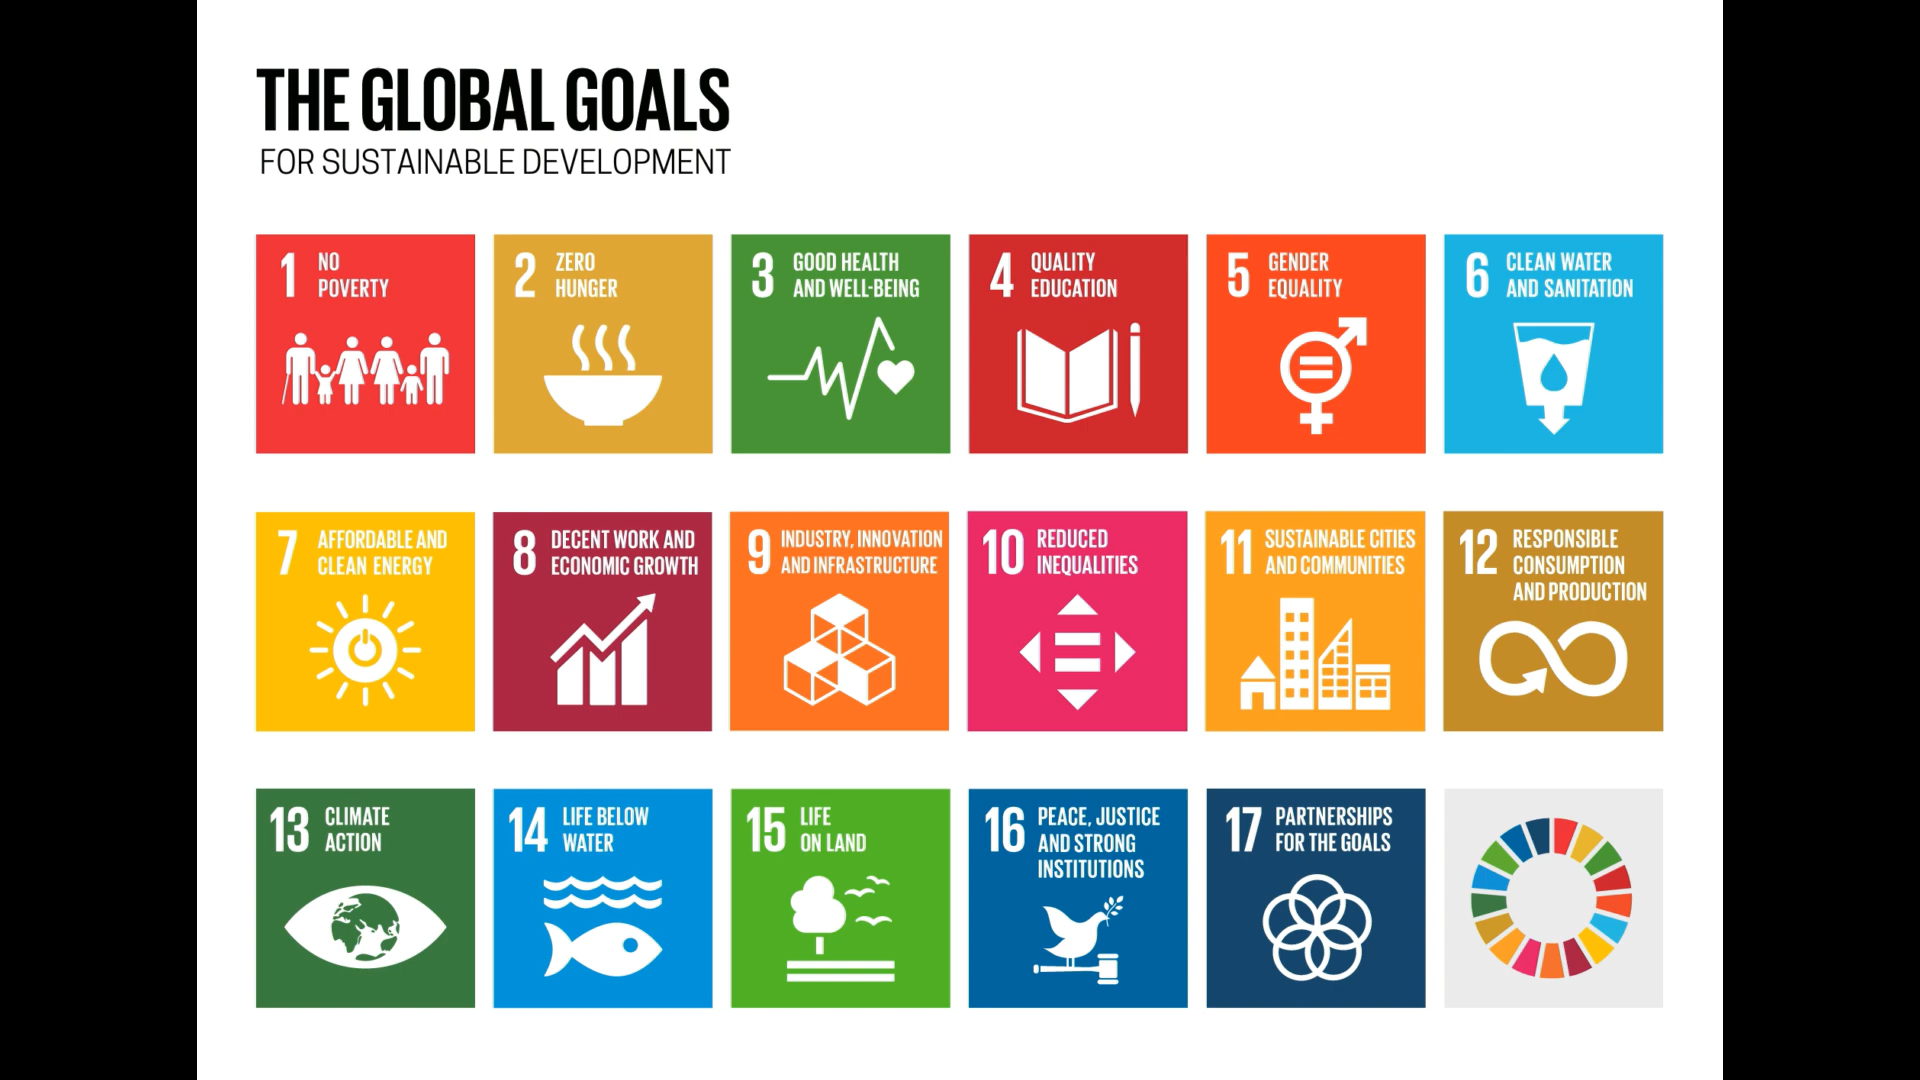 THE GLOBAL GOALS
FOR SUSTAINABLE DEVELOPMENT
1 NO
POVERTY
2 ZERO
HUNGER
3 GOOD HEALTH
AND WELL-BEING
4 QUALITY
EDUCATION
5 GENDER
EQUALITY
6 CLEAN WATER
AND SANITATION
7 AFFORDABLE AND
CLEAN ENERGY
8 DECENT WORK AND
ECONOMIC GROWTH
9 INDUSTRY, INNOVATION
AND INFRASTRUCTURE
10 REDUCED
INEQUALITIES
11 SUSTAINABLE CITIES
AND COMMUNITIES
12 RESPONSIBLE
CONSUMPTION
AND PRODUCTION
13 CLIMATE
ACTION
14 LIFE BELOW
WATER
15 LIFE
ON LAND
16 PEACE, JUSTICE
AND STRONG
INSTITUTIONS
17 PARTNERSHIPS
FOR THE GOALS